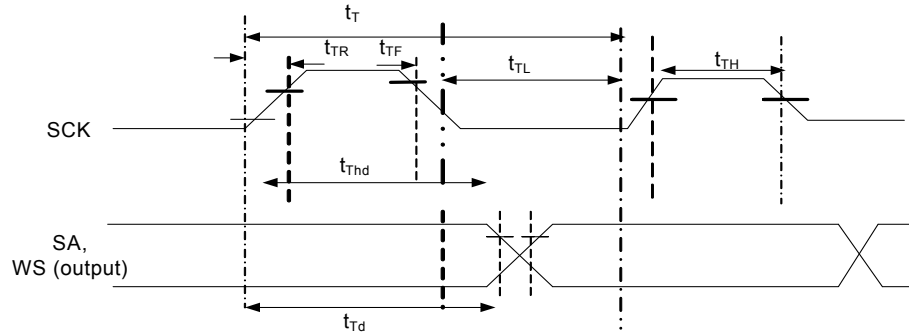 tT
tTR
tTF
tTL
tTH
SCK
tThd
SA,
WS (output)
tTd